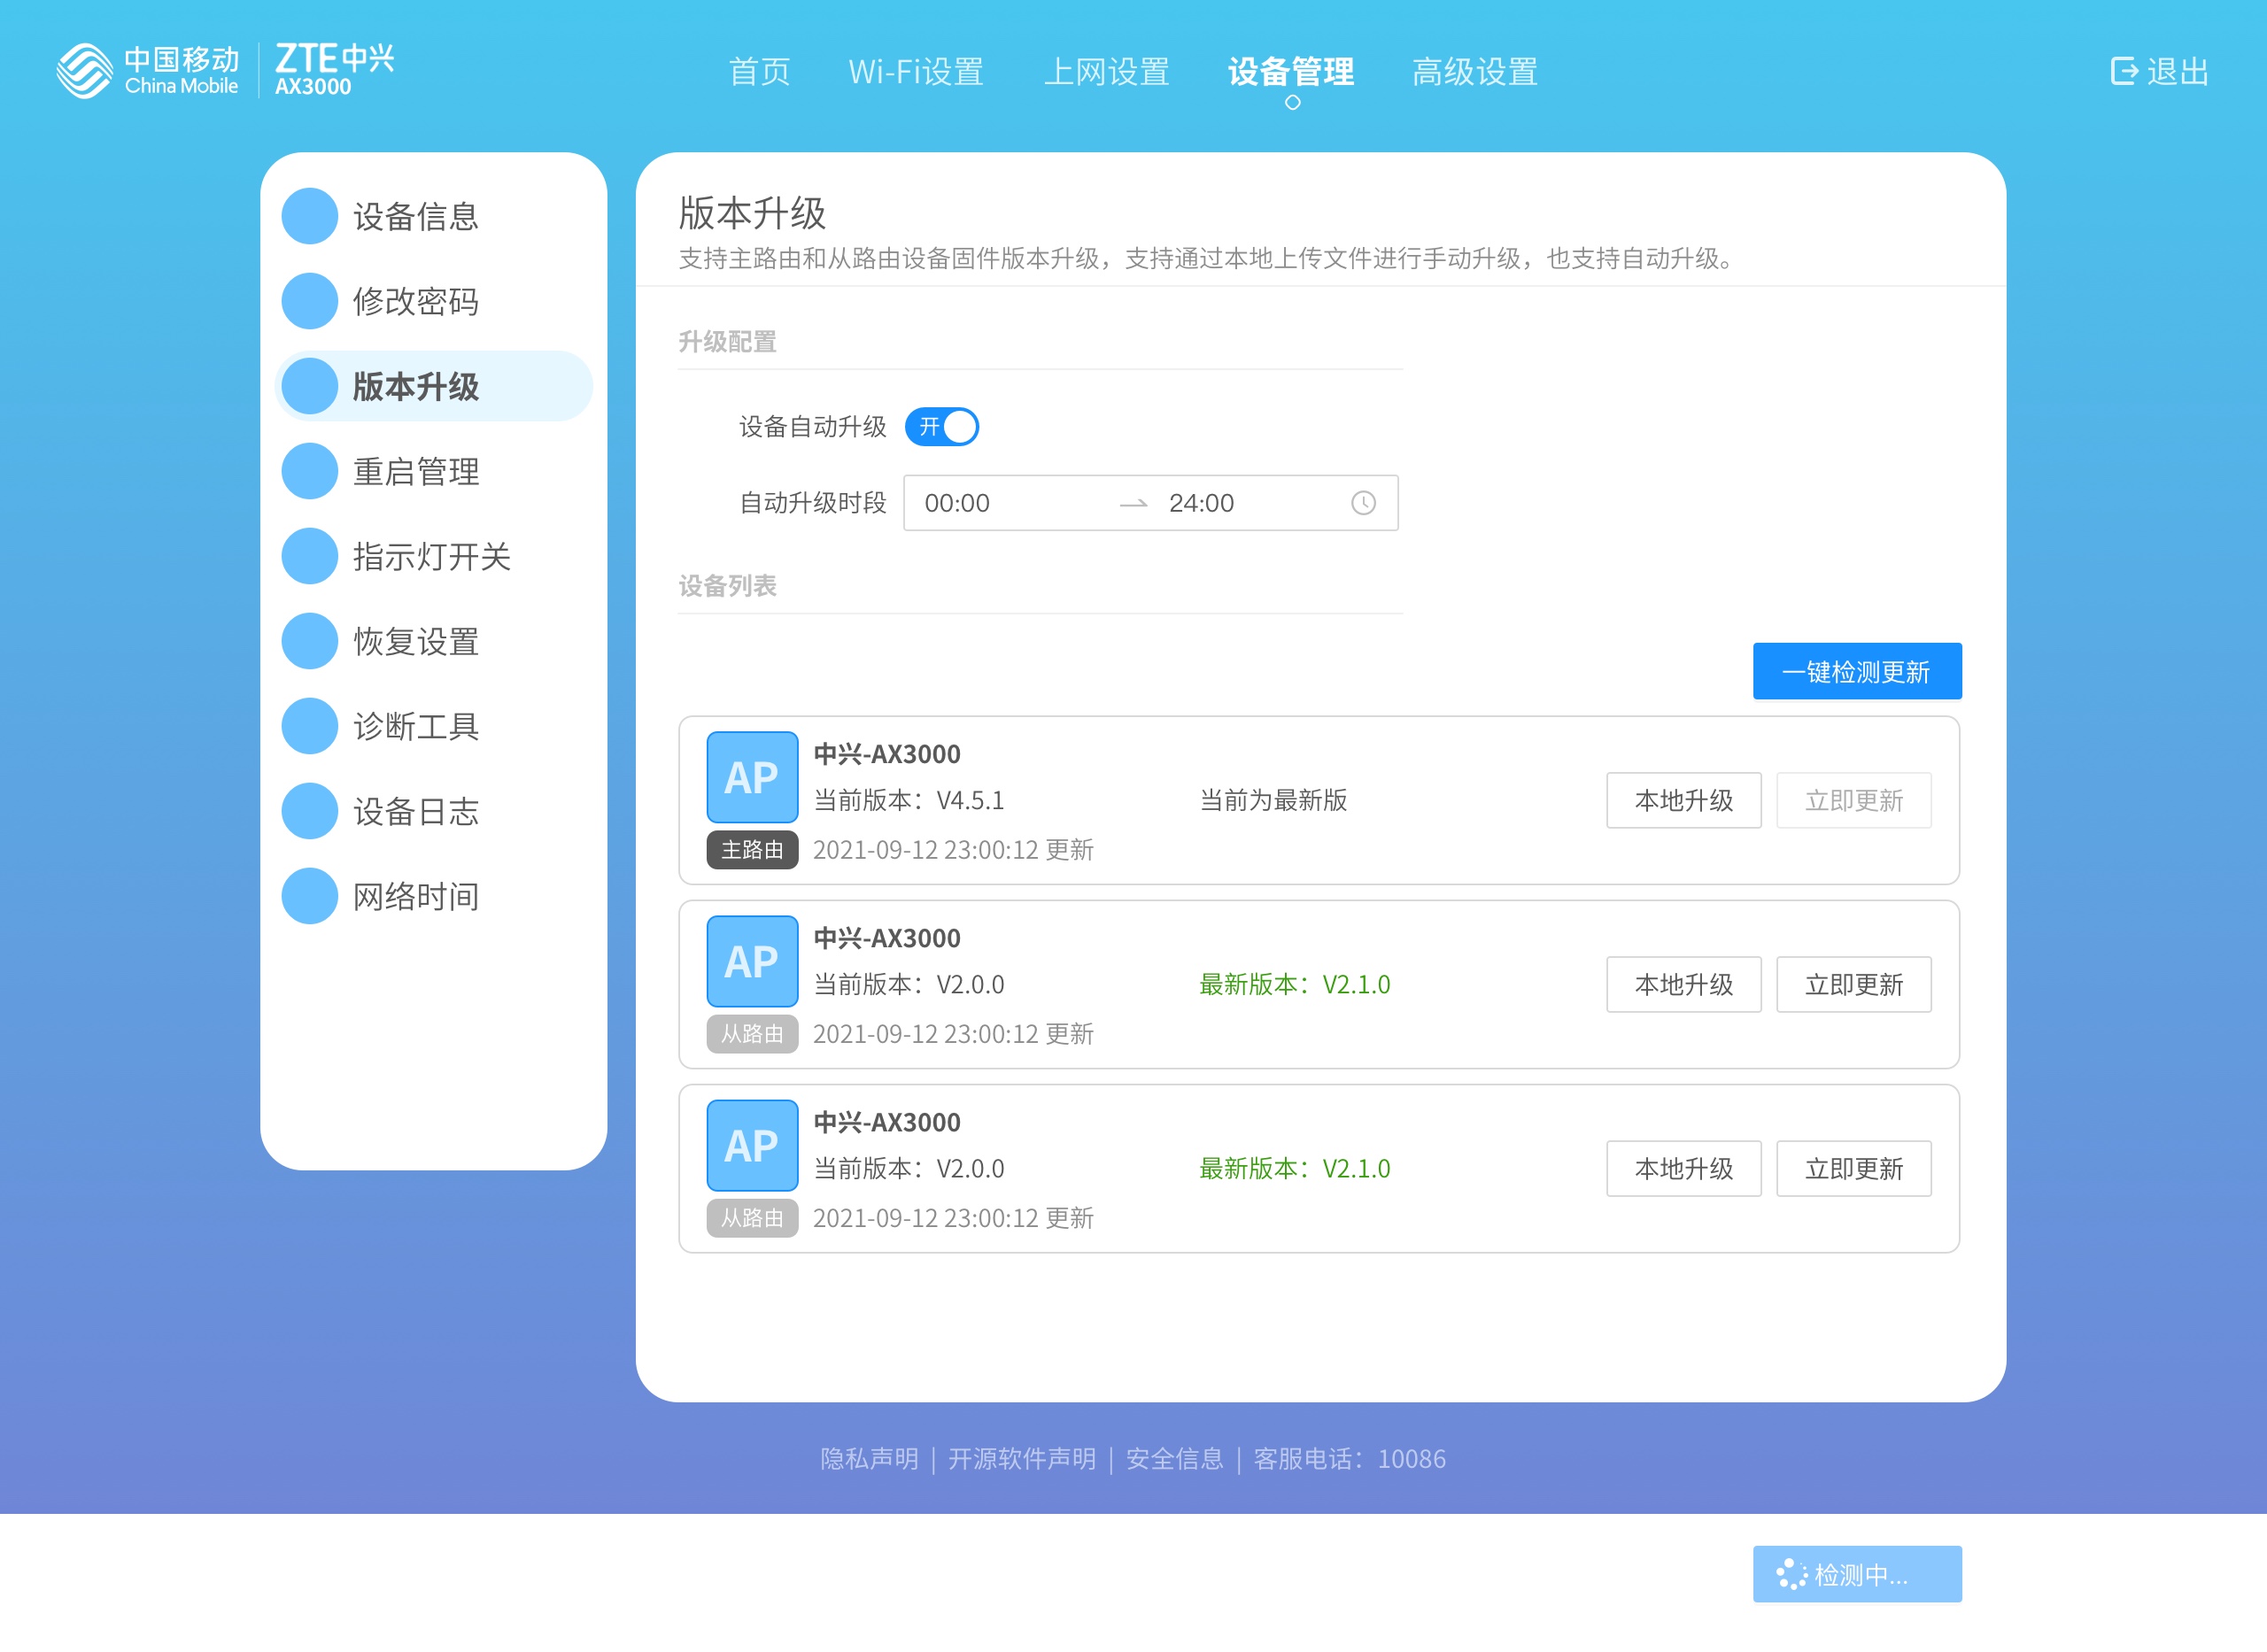 中国移动
China Mobile
ZTE中兴
AX3000
首页 Wi-Fi设置 上网设置 设备管理 高级设置 退出
设备信息
修改密码
版本升级
重启管理
指示灯开关
恢复设置
诊断工具
设备日志
网络时间
版本升级
支持主路由和从路由设备固件版本升级，支持通过本地上传文件进行手动升级，也支持自动升级。
升级配置
设备自动升级 开
自动升级时段 00:00 24:00
设备列表
一键检测更新
AP
中兴-AX3000
当前版本：V4.5.1 当前为最新版 本地升级 立即更新
主路由 2021-09-12 23:00:12 更新
AP
中兴-AX3000
当前版本：V2.0.0 最新版本：V2.1.0 本地升级 立即更新
从路由 2021-09-12 23:00:12 更新
AP
中兴-AX3000
当前版本：V2.0.0 最新版本：V2.1.0 本地升级 立即更新
从路由 2021-09-12 23:00:12 更新
隐私声明｜开源软件声明｜安全信息｜客服电话：10086
检测中...